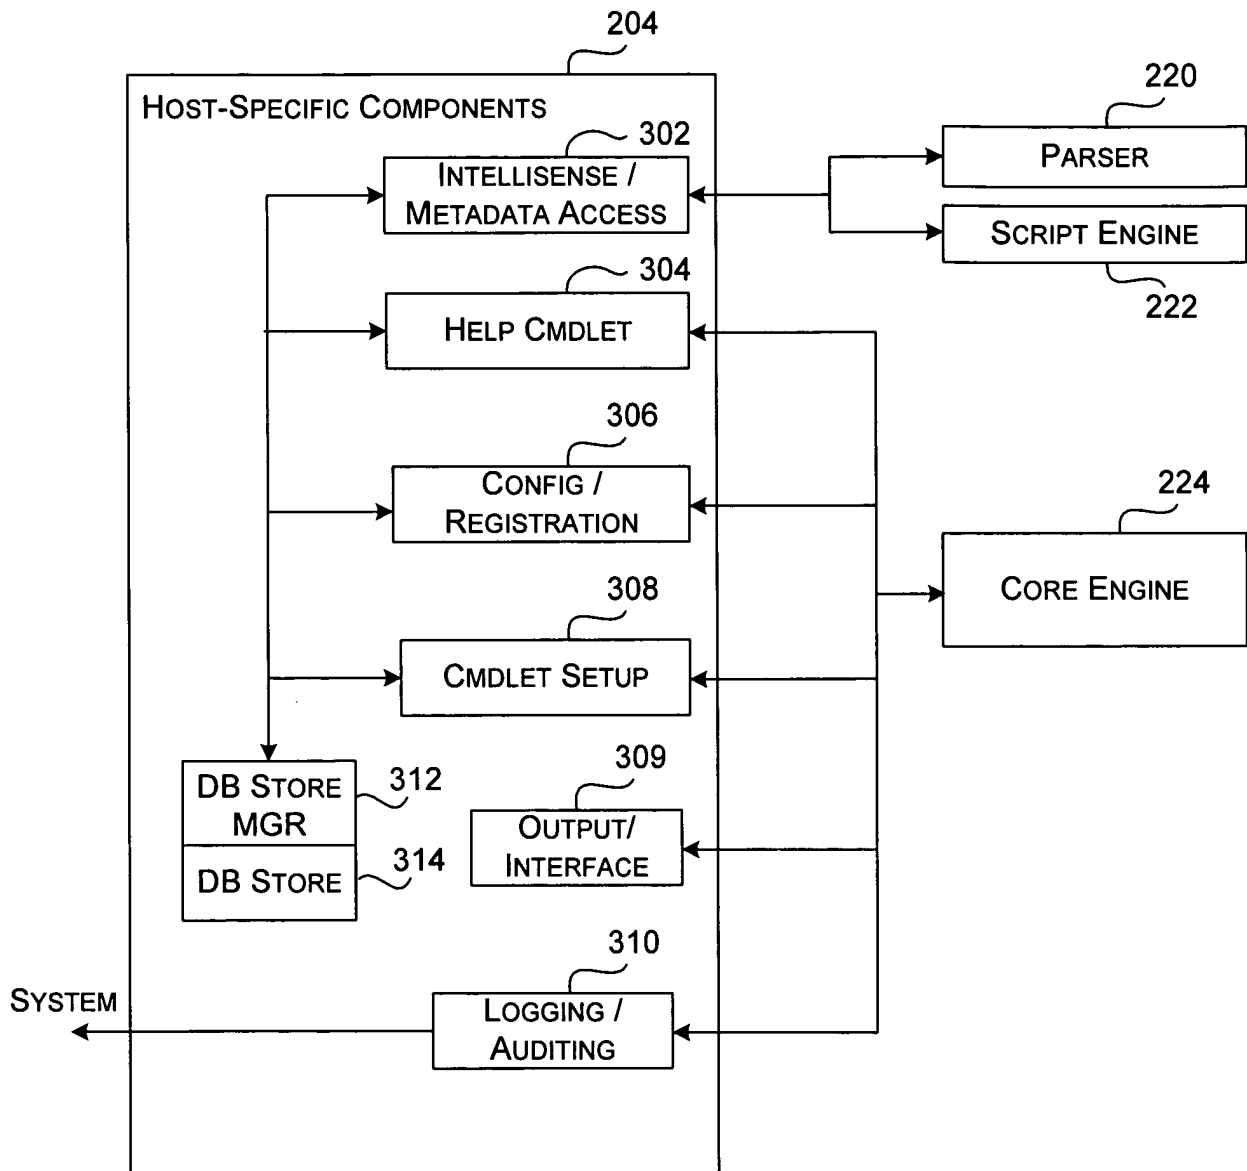 204
HOST-SPECIFIC COMPONENTS
302
INTELLISENSE /
METADATA ACCESS
220
PARSER
SCRIPT ENGINE
222
304
HELP CMDLET
306
CONFIG /
REGISTRATION
224
CORE ENGINE
308
CMDLET SETUP
DB STORE
MGR
312
DB STORE
314
309
OUTPUT/
INTERFACE
310
LOGGING /
AUDITING
SYSTEM